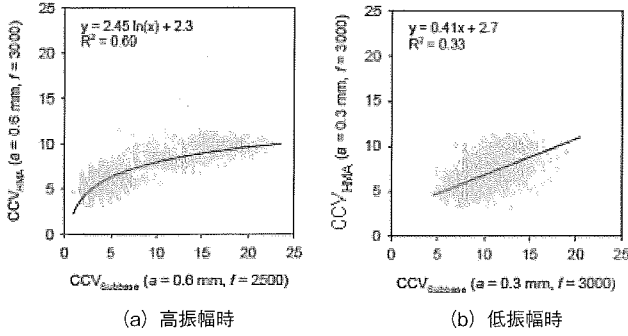 y = 2.45 ln(x) + 2.3
R² = 0.60
CCV_HMA (a = 0.6 mm, f = 3000)
25
20
15
10
5
0
0 5 10 15 20 25
CCV_Subbase (a = 0.6 mm, f = 2500)
(a) 高振幅時
y = 0.41x + 2.7
R² = 0.33
CCV_HMA (a = 0.3 mm, f = 3000)
25
20
15
10
5
0
0 5 10 15 20 25
CCV_Subbase (a = 0.3 mm, f = 3000)
(b) 低振幅時